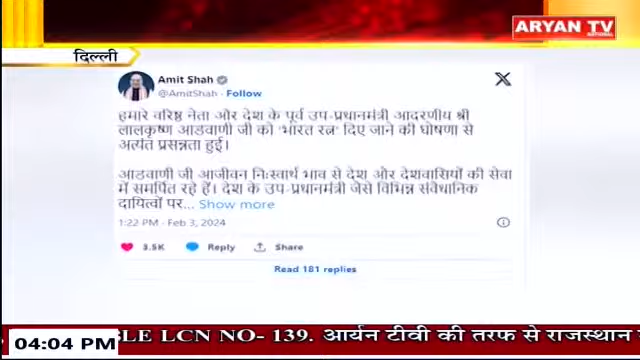 ARYAN TV
NATIONAL
दिल्ली
Amit Shah
@AmitShah · Follow
हमारे वरिष्ठ नेता और देश के पूर्व उप-प्रधानमंत्री आदरणीय श्री
लालकृष्ण आडवाणी जी को 'भारत रत्न' दिए जाने की घोषणा से
अत्यंत प्रसन्नता हुई।
आडवाणी जी आजीवन निःस्वार्थ भाव से देश और देशवासियों की सेवा
में समर्पित रहे हैं। देश के उप-प्रधानमंत्री जैसे विभिन्न संवैधानिक
दायित्वों पर... Show more
1:22 PM · Feb 3, 2024
3.5K Reply Share
Read 181 replies
04:04 PM BLE LCN NO- 139. आर्यन टीवी की तरफ से राजस्थान